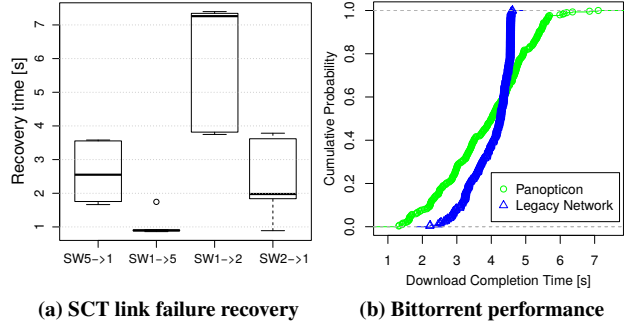 Recovery time [s]
7
6
5
4
3
2
1
SW5->1
SW1->5
SW1->2
SW2->1
(a) SCT link failure recovery
Cumulative Probability
1.0
0.8
0.6
0.4
0.2
0.0
Panopticon
Legacy Network
1 2 3 4 5 6 7
Download Completion Time [s]
(b) Bittorrent performance